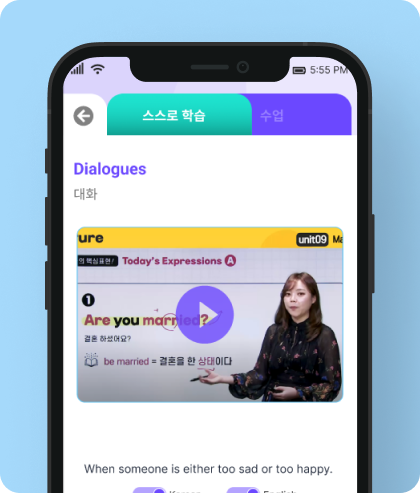 5:55 PM
스스로 학습
수업
Dialogues
대화
ture
unit09 Ma
의 핵심표현! Today's Expressions A
1
Are you married?
결혼 하셨어요?
be married = 결혼을 한 상태이다
When someone is either too sad or too happy.
Korean English